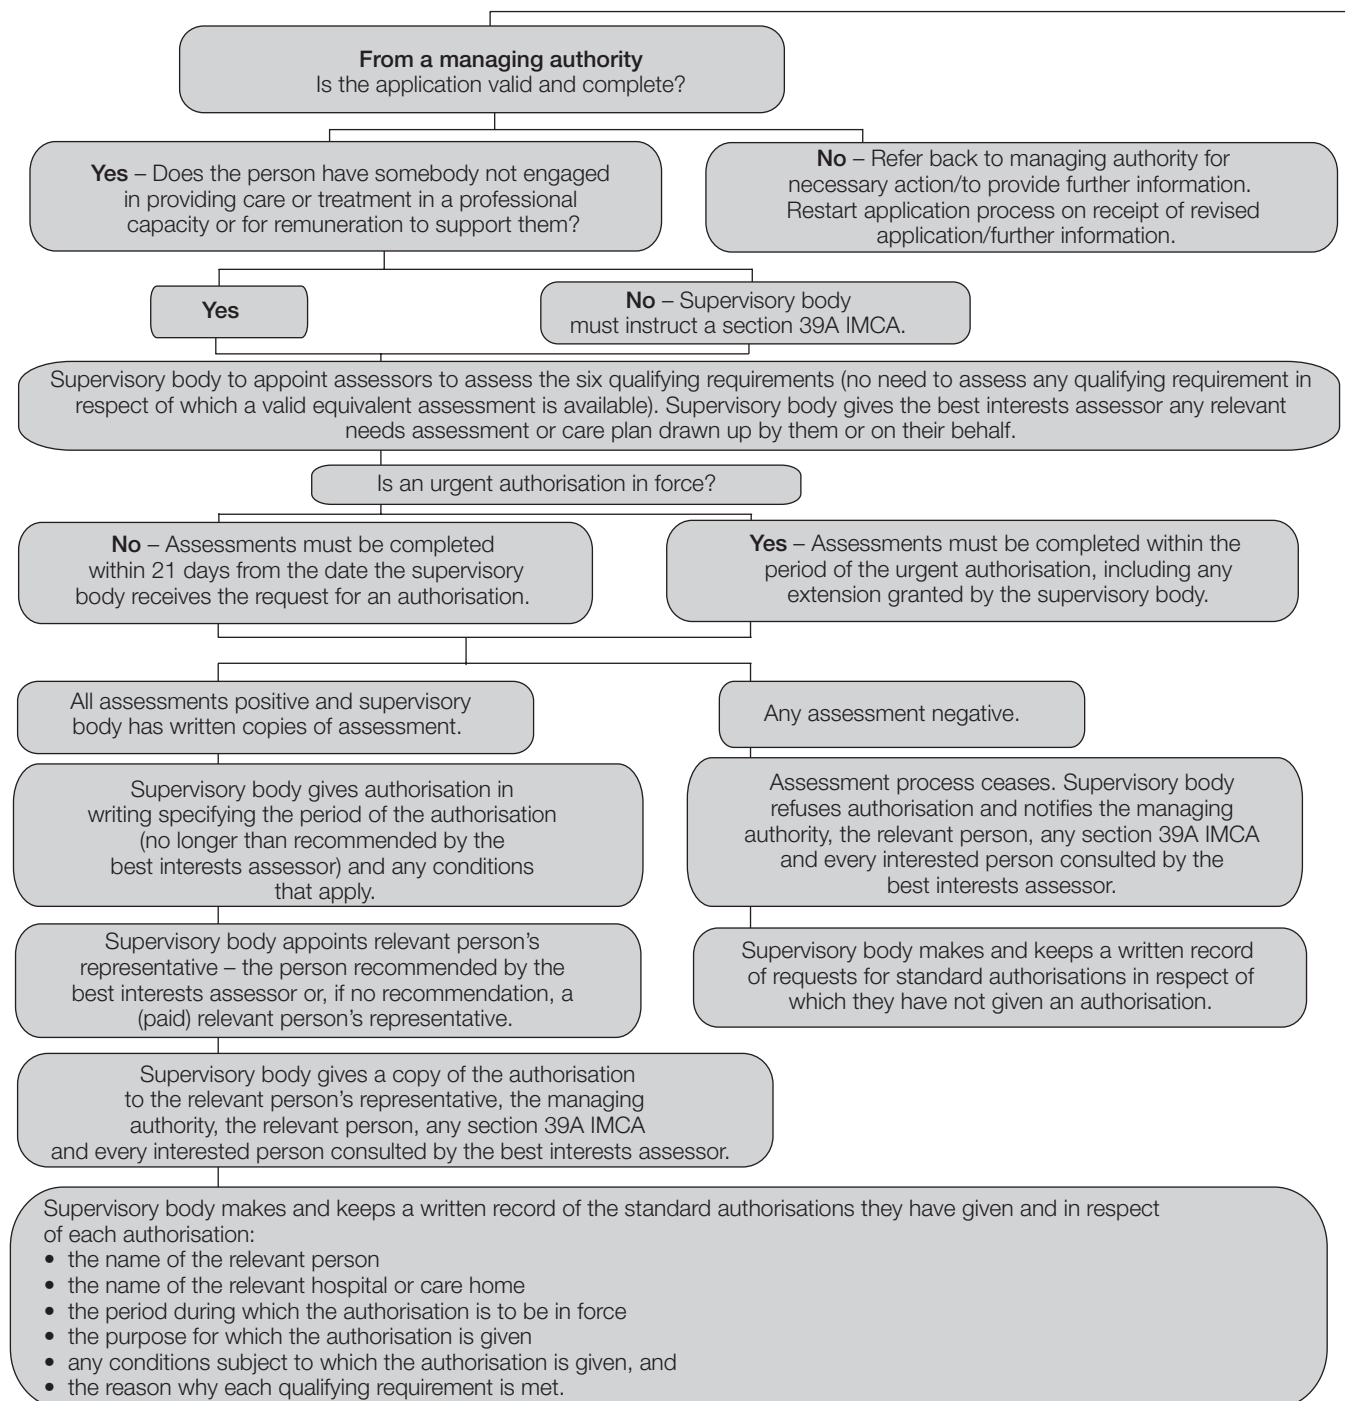 From a managing authority
Is the application valid and complete?
Yes – Does the person have somebody not engaged
in providing care or treatment in a professional
capacity or for remuneration to support them?
No – Refer back to managing authority for
necessary action/to provide further information.
Restart application process on receipt of revised
application/further information.
Yes
No – Supervisory body
must instruct a section 39A IMCA.
Supervisory body to appoint assessors to assess the six qualifying requirements (no need to assess any qualifying requirement in
respect of which a valid equivalent assessment is available). Supervisory body gives the best interests assessor any relevant
needs assessment or care plan drawn up by them or on their behalf.
Is an urgent authorisation in force?
No – Assessments must be completed
within 21 days from the date the supervisory
body receives the request for an authorisation.
Yes – Assessments must be completed within the
period of the urgent authorisation, including any
extension granted by the supervisory body.
All assessments positive and supervisory
body has written copies of assessment.
Any assessment negative.
Supervisory body gives authorisation in
writing specifying the period of the authorisation
(no longer than recommended by the
best interests assessor) and any conditions
that apply.
Assessment process ceases. Supervisory body
refuses authorisation and notifies the managing
authority, the relevant person, any section 39A IMCA
and every interested person consulted by the
best interests assessor.
Supervisory body appoints relevant person’s
representative – the person recommended by the
best interests assessor or, if no recommendation, a
(paid) relevant person’s representative.
Supervisory body makes and keeps a written record
of requests for standard authorisations in respect of
which they have not given an authorisation.
Supervisory body gives a copy of the authorisation
to the relevant person’s representative, the managing
authority, the relevant person, any section 39A IMCA
and every interested person consulted by the best interests assessor.
Supervisory body makes and keeps a written record of the standard authorisations they have given and in respect
of each authorisation:
• the name of the relevant person
• the name of the relevant hospital or care home
• the period during which the authorisation is to be in force
• the purpose for which the authorisation is given
• any conditions subject to which the authorisation is given, and
• the reason why each qualifying requirement is met.